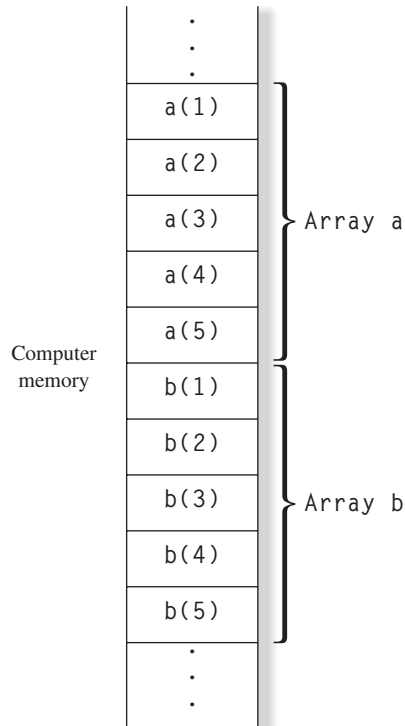 a(1)
a(2)
a(3)
Array a
a(4)
a(5)
Computer
memory
b(1)
b(2)
b(3)
Array b
b(4)
b(5)